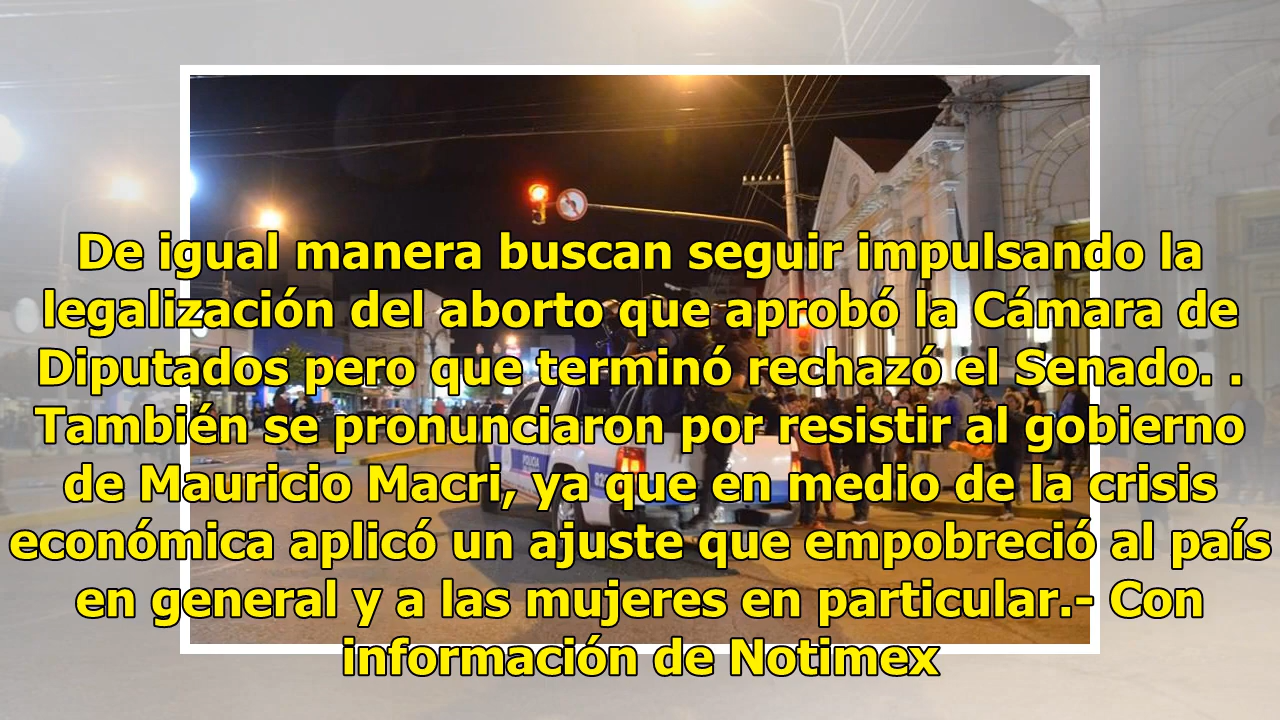 De igual manera buscan seguir impulsando la
legalización del aborto que aprobó la Cámara de
Diputados pero que terminó rechazó el Senado. .
También se pronunciaron por resistir al gobierno
de Mauricio Macri, ya que en medio de la crisis
económica aplicó un ajuste que empobreció al país
en general y a las mujeres en particular.- Con
información de Notimex
POLICIA